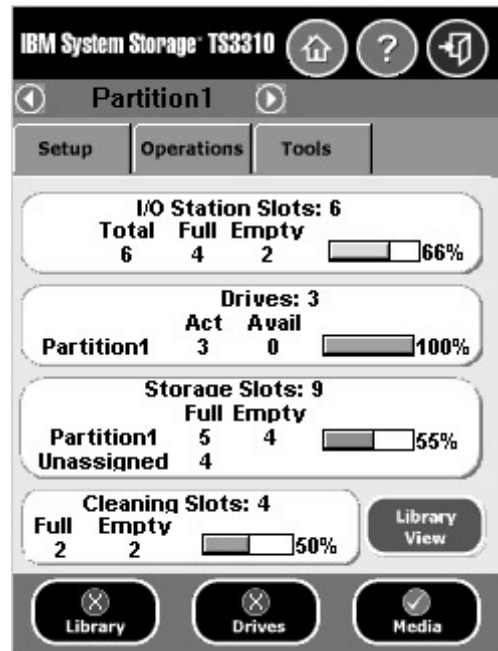 IBM System Storage® TS3310
?
Partition1
Setup Operations Tools
I/O Station Slots: 6
Total Full Empty
6 4 2 66%
Drives: 3
Act Avail
Partition1 3 0 100%
Storage Slots: 9
Full Empty
Partition1 5 4 55%
Unassigned 4
Cleaning Slots: 4
Full Empty
2 2 50%
Library
View
Library Drives Media